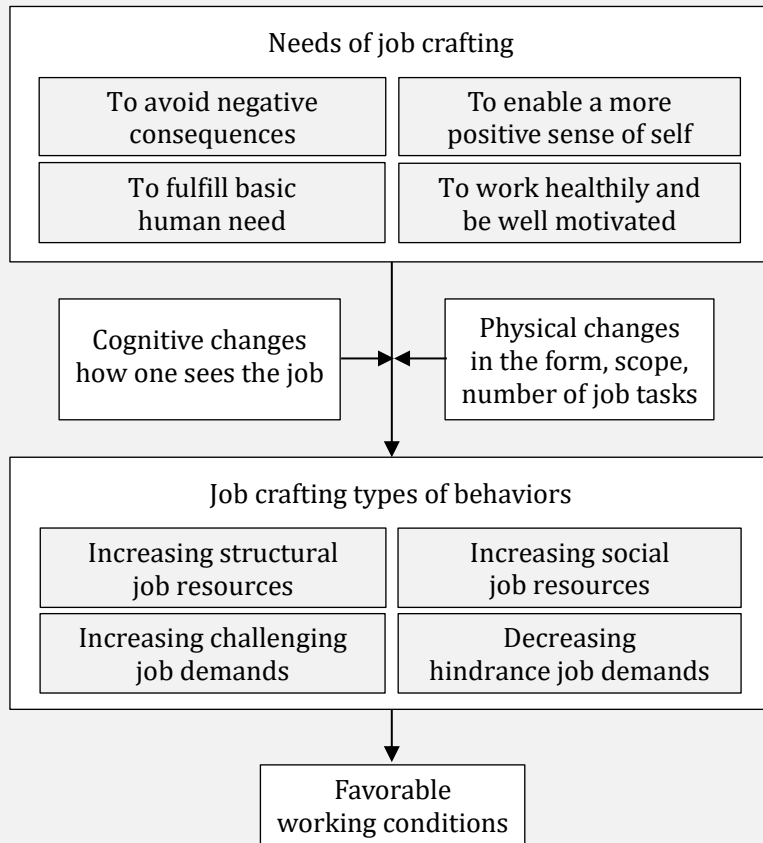 Needs of job crafting
To avoid negative
consequences
To enable a more
positive sense of self
To fulfill basic
human need
To work healthily and
be well motivated
Cognitive changes
how one sees the job
Physical changes
in the form, scope,
number of job tasks
Job crafting types of behaviors
Increasing structural
job resources
Increasing social
job resources
Increasing challenging
job demands
Decreasing
hindrance job demands
Favorable
working conditions